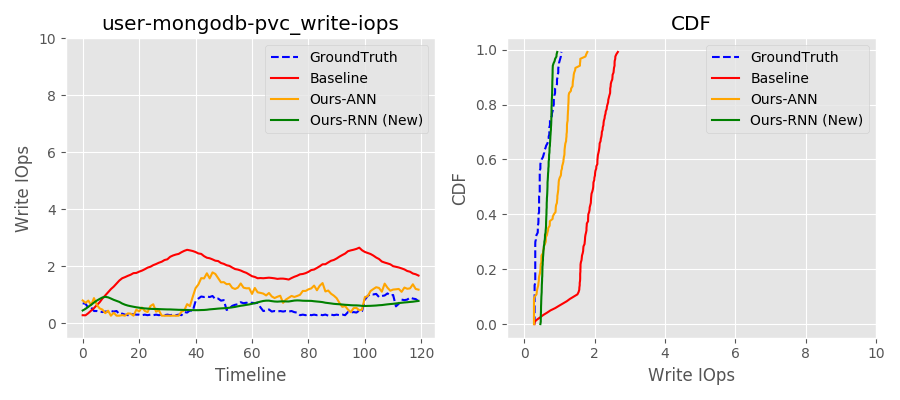 user-mongodb-pvc_write-iops
10
8
6
4
2
0
Write IOps
0 20 40 60 80 100 120
Timeline
GroundTruth
Baseline
Ours-ANN
Ours-RNN (New)
CDF
1.0
0.8
0.6
0.4
0.2
0.0
CDF
0 2 4 6 8 10
Write IOps
GroundTruth
Baseline
Ours-ANN
Ours-RNN (New)